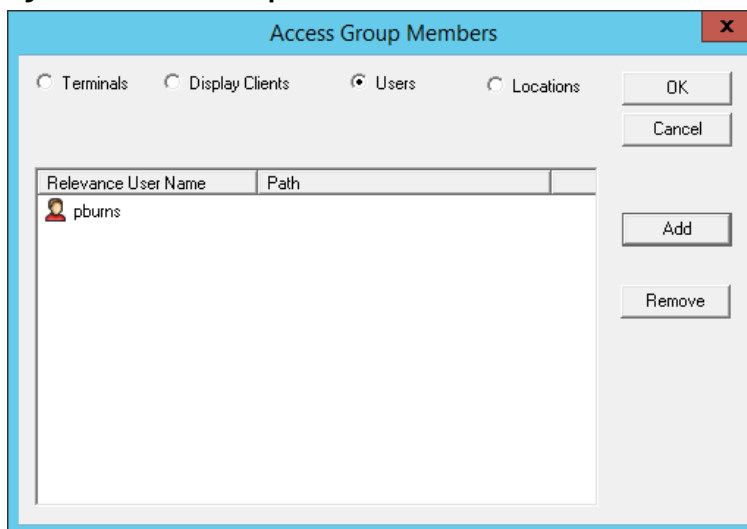 Access Group Members
x
Terminals Display Clients Users Locations
OK
Cancel
Relevance User Name Path
pburns
Add
Remove